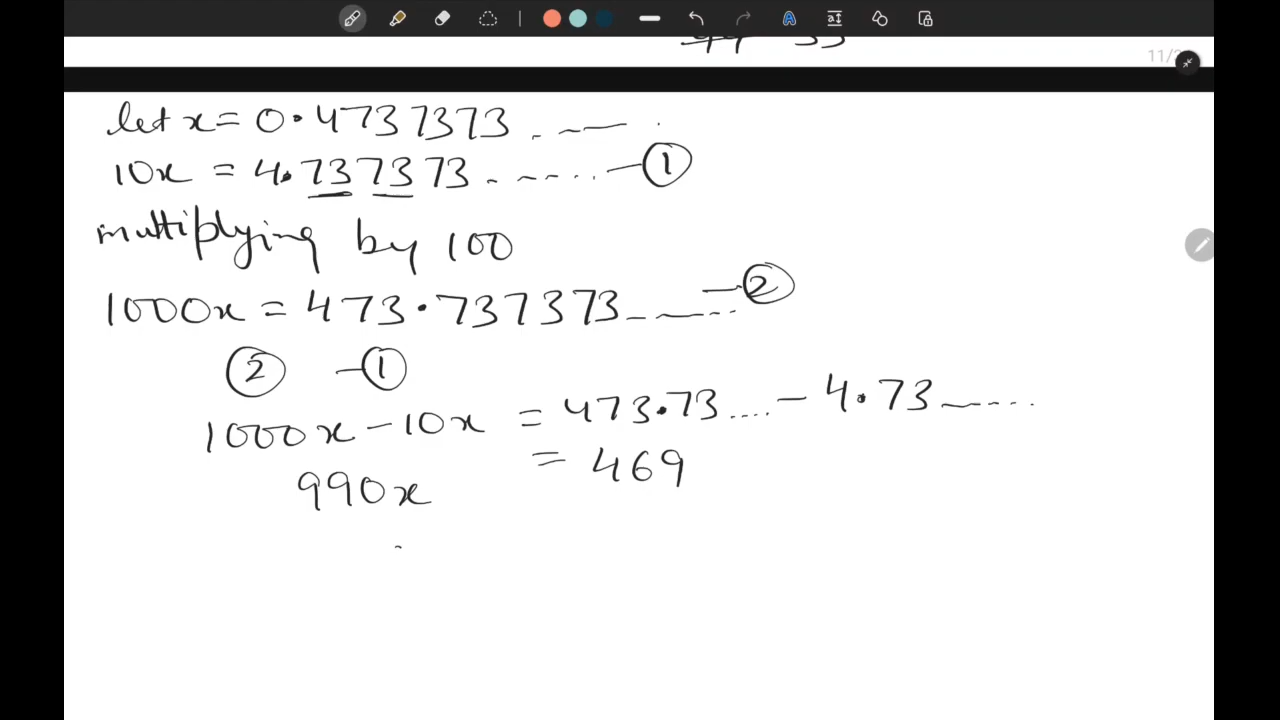 11/
let x = 0.4737373 . . . . .
10x = 4.737373 . . . . . . — ①
multiplying by 100
1000x = 473.737373 . . . . . — ②
② - ①
1000x - 10x = 473.73 .... - 4.73 . . . . .
990x = 469